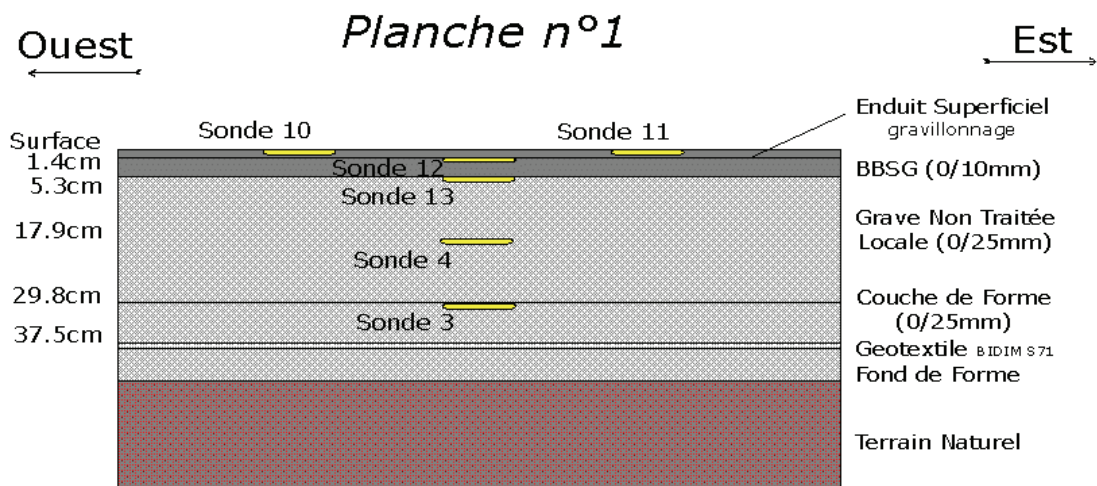 Planche n°1
Ouest
Est
Sonde 10
Sonde 11
Enduit Superficiel
gravillonnage
Surface
1.4cm
Sonde 12
BBSG (0/10mm)
5.3cm
Sonde 13
17.9cm
Grave Non Traitée
Locale (0/25mm)
Sonde 4
29.8cm
Couche de Forme
(0/25mm)
Sonde 3
37.5cm
Geotextile BIDIM S71
Fond de Forme
Terrain Naturel